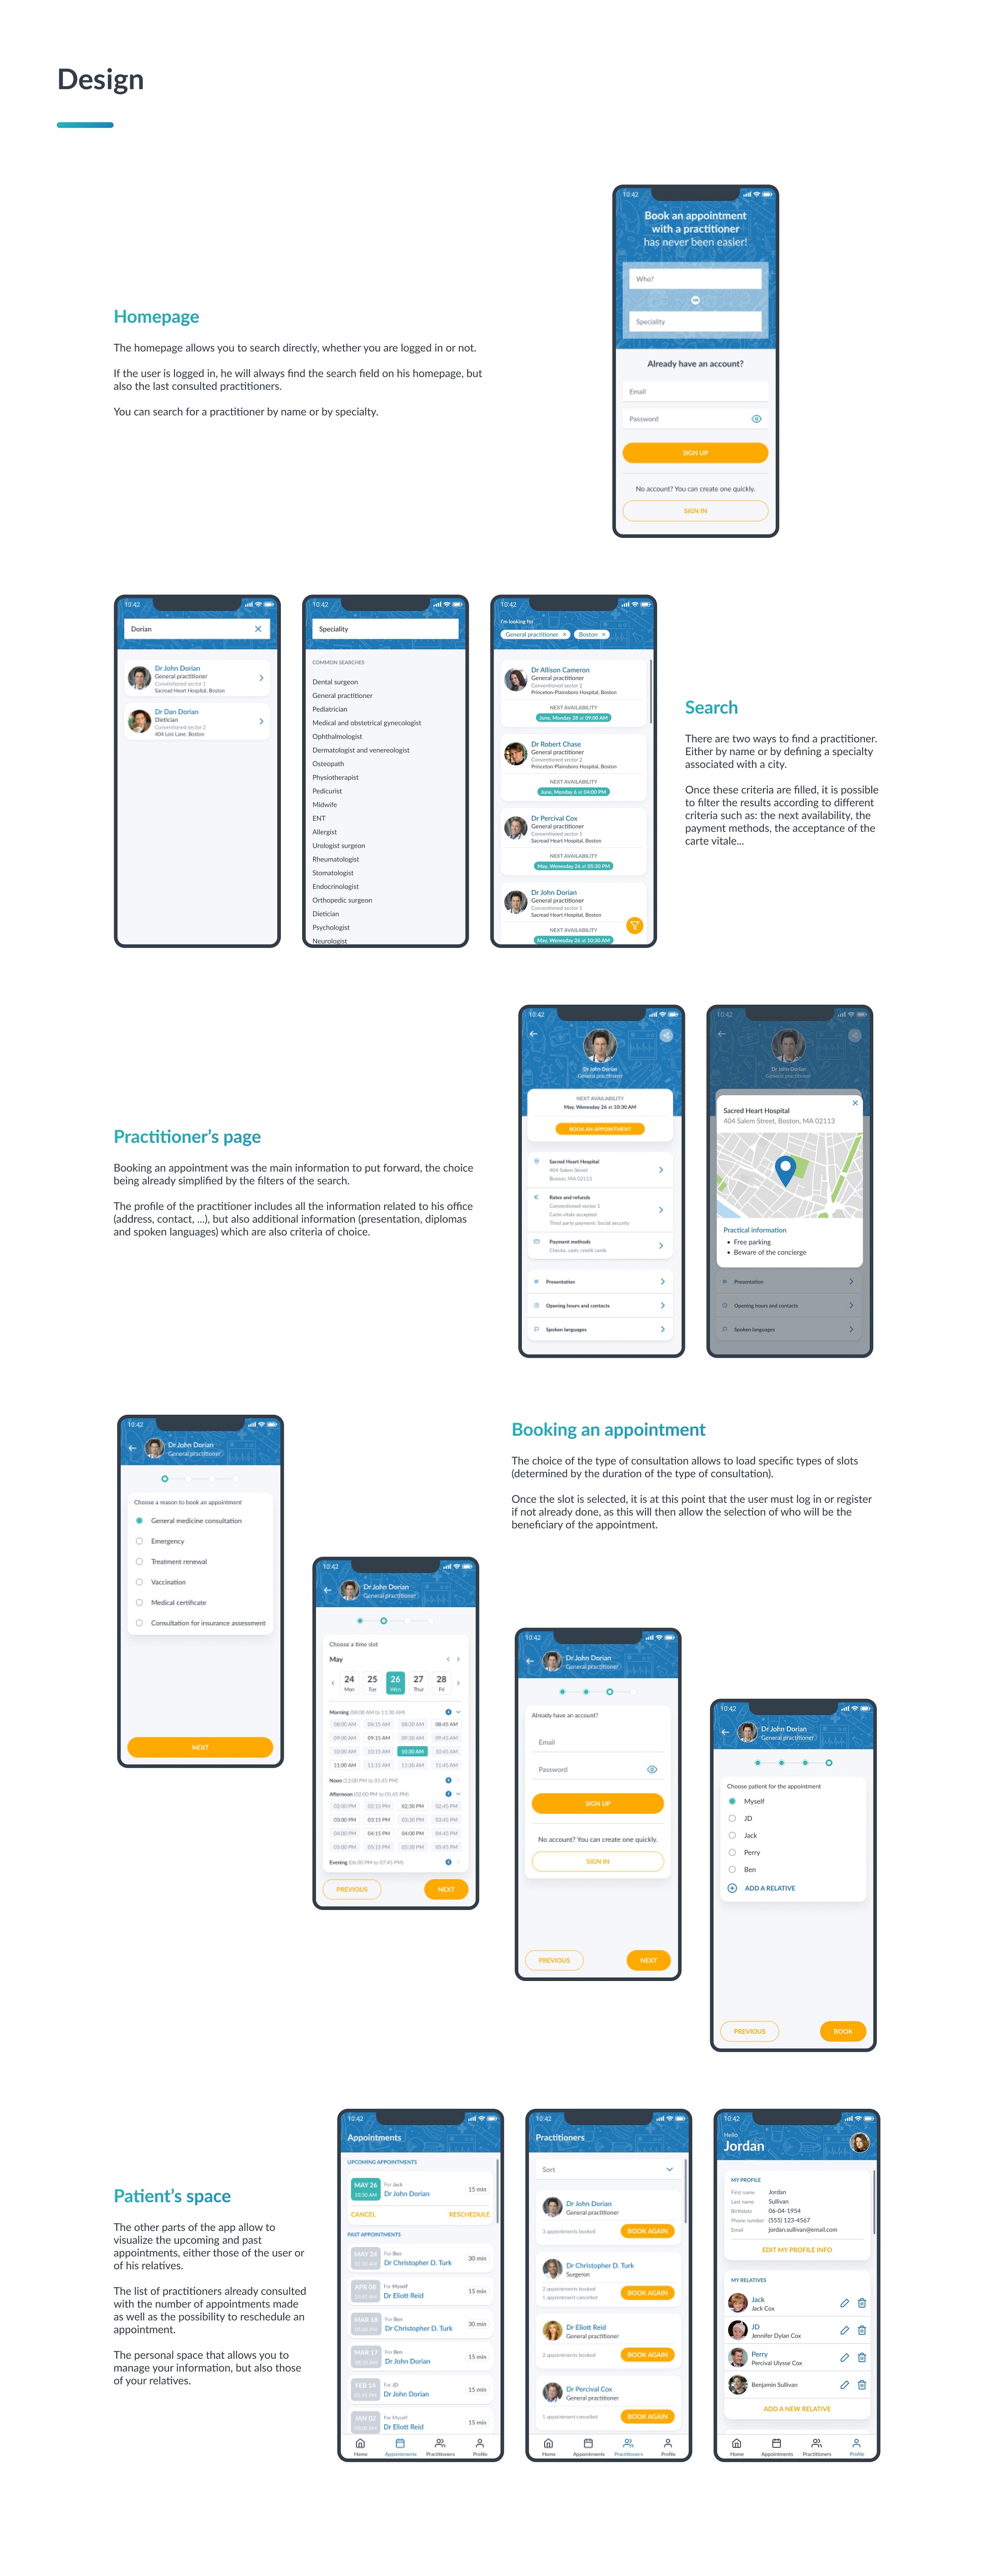 Design
10:42
Book an appointment
with a practitioner
has never been easier!
Who?
OR
Speciality
Already have an account?
Email
Password
SIGN UP
No account? You can create one quickly.
SIGN IN
Homepage
The homepage allows you to search directly, whether you are logged in or not.
If the user is logged in, he will always find the search field on his homepage, but
also the last consulted practitioners.
You can search for a practitioner by name or by specialty.
10:42
Dorian
Dr John Dorian
General practitioner
Conventioned sector 1
Sacread Heart Hospital, Boston
Dr Dan Dorian
Dietician
Conventioned sector 2
404 Lois Lane, Boston
10:42
Speciality
COMMON SEARCHES
Dental surgeon
General practitioner
Pediatrician
Medical and obstetrical gynecologist
Ophthalmologist
Dermatologist and venereologist
Osteopath
Physiotherapist
Pedicurist
Midwife
ENT
Allergist
Urologist surgeon
Rheumatologist
Stomatologist
Endocrinologist
Orthopedic surgeon
Dietician
Psychologist
Neurologist
10:42
I'm looking for
General practitioner ×
Boston ×
Dr Allison Cameron
General practitioner
Conventioned sector 2
Princeton-Plainsboro Hospital, Boston
NEXT AVAILABILITY
June, Monday 28 at 09:00 AM
Dr Robert Chase
General practitioner
Conventioned sector 2
Princeton-Plainsboro Hospital, Boston
NEXT AVAILABILITY
June, Monday 6 at 04:00 PM
Dr Percival Cox
General practitioner
Conventioned sector 1
Sacread Heart Hospital, Boston
NEXT AVAILABILITY
May, Wenesday 26 at 05:30 PM
Dr John Dorian
General practitioner
Conventioned sector 1
Sacread Heart Hospital, Boston
NEXT AVAILABILITY
May, Wenesday 26 at 10:30 AM
Search
There are two ways to find a practitioner.
Either by name or by defining a specialty
associated with a city.
Once these criteria are filled, it is possible
to filter the results according to different
criteria such as: the next availability, the
payment methods, the acceptance of the
carte vitale...
Practitioner's page
Booking an appointment was the main information to put forward, the choice
being already simplified by the filters of the search.
The profile of the practitioner includes all the information related to his office
(address, contact, ...), but also additional information (presentation, diplomas
and spoken languages) which are also criteria of choice.
10:42
Dr John Dorian
General practitioner
NEXT AVAILABILITY
May, Wenesday 26 at 10:30 AM
BOOK AN APPOINTMENT
Sacred Heart Hospital
404 Salem Street
Boston, MA 02113
Rates and refunds
Conventioned sector 1
Carte vitale accepted
Third party payment: Social security
Payment methods
Checks, cash, credit cards
Presentation
Opening hours and contacts
Spoken languages
10:42
Dr John Dorian
General practitioner
Sacred Heart Hospital
404 Salem Street, Boston, MA 02113
Practical information
• Free parking
• Beware of the concierge
Presentation
Opening hours and contacts
Spoken languages
Booking an appointment
The choice of the type of consultation allows to load specific types of slots
(determined by the duration of the type of consultation).
Once the slot is selected, it is at this point that the user must log in or register
if not already done, as this will then allow the selection of who will be the
beneficiary of the appointment.
10:42
Dr John Dorian
General practitioner
Choose a reason to book an appointment
General medicine consultation
Emergency
Treatment renewal
Vaccination
Medical certificate
Consultation for insurance assessment
NEXT
10:42
Dr John Dorian
General practitioner
Choose a time slot
May
24 25 26 27 28
Mon Tue Wen Thur Fri
Morning (08:00 AM to 11:30 AM)
08:00 AM 08:15 AM 08:30 AM 08:45 AM
09:00 AM 09:15 AM 09:30 AM 09:45 AM
10:00 AM 10:15 AM 10:30 AM 10:45 AM
11:00 AM 11:15 AM 11:30 AM 11:45 AM
Noon (12:00 PM to 01:45 PM)
Afternoon (02:00 PM to 05:45 PM)
02:00 PM 02:15 PM 02:30 PM 02:45 PM
03:00 PM 03:15 PM 03:30 PM 03:45 PM
04:00 PM 04:15 PM 04:00 PM 04:45 PM
05:00 PM 05:15 PM 05:30 PM 05:45 PM
Evening (06:00 PM to 07:45 PM)
PREVIOUS
NEXT
10:42
Dr John Dorian
General practitioner
Already have an account?
Email
Password
SIGN UP
No account? You can create one quickly.
SIGN IN
PREVIOUS
NEXT
10:42
Dr John Dorian
General practitioner
Choose patient for the appointment
Myself
JD
Jack
Perry
Ben
ADD A RELATIVE
PREVIOUS
BOOK
Patient's space
The other parts of the app allow to
visualize the upcoming and past
appointments, either those of the user or
of his relatives.
The list of practitioners already consulted
with the number of appointments made
as well as the possibility to reschedule an
appointment.
The personal space that allows you to
manage your information, but also those
of your relatives.
10:42
Appointments
UPCOMING APPOINTMENTS
MAY 26
10:30 AM
For Jack
Dr John Dorian
15 min
CANCEL
RESCHEDULE
PAST APPOINTMENTS
MAY 24
For Ben
Dr Christopher D. Turk
30 min
APR 08
For Myself
Dr Eliott Reid
15 min
MAR 18
For Ben
Dr Christopher D. Turk
30 min
MAR 17
For Ben
Dr John Dorian
15 min
FEB 14
For JD
Dr John Dorian
15 min
JAN 02
For Myself
Dr Eliott Reid
15 min
Home Appointments Practitioners Profile
10:42
Practitioners
Sort
Dr John Dorian
General practitioner
3 appointments booked
BOOK AGAIN
Dr Christopher D. Turk
Surgeron
2 appointments booked
1 appointment cancelled
BOOK AGAIN
Dr Eliott Reid
General practitioner
2 appointments booked
BOOK AGAIN
Dr Percival Cox
General practitioner
1 appointment cancelled
BOOK AGAIN
Home Appointments Practitioners Profile
10:42
Hello
Jordan
MY PROFILE
First name Jordan
Last name Sullivan
Birthdate 06-04-1954
Phone number (555) 123-4567
Email jordan.sullivan@email.com
EDIT MY PROFILE INFO
MY RELATIVES
Jack
Jack Cox
JD
Jennifer Dylan Cox
Perry
Percival Ulysse Cox
Benjamin Sullivan
ADD A NEW RELATIVE
Home Appointments Practitioners Profile